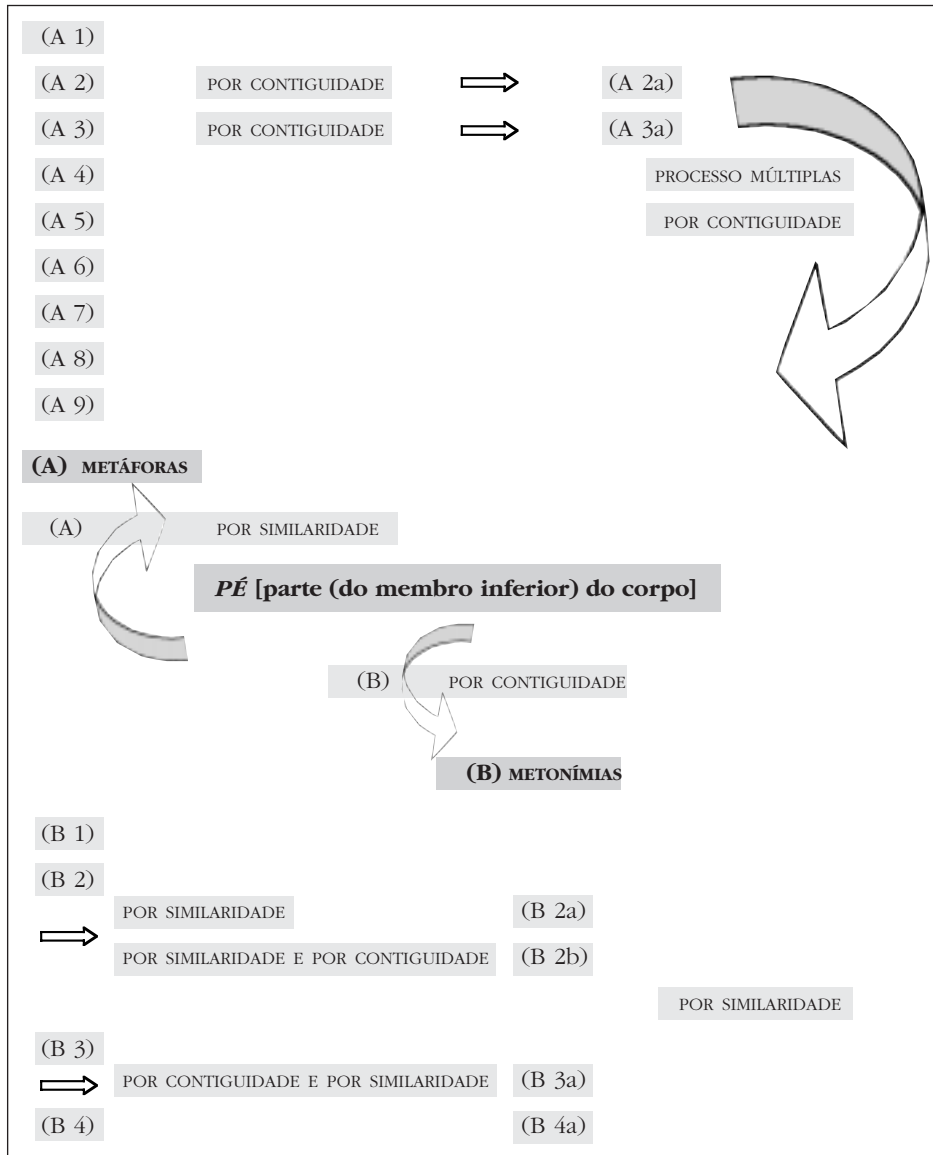 (A 1)
(A 2) POR CONTIGUIDADE (A 2a)
(A 3) POR CONTIGUIDADE (A 3a)
(A 4) PROCESSO MÚLTIPLAS
(A 5) POR CONTIGUIDADE
(A 6)
(A 7)
(A 8)
(A 9)
(A) METÁFORAS
(A) POR SIMILARIDADE
PÉ [parte (do membro inferior) do corpo]
(B) POR CONTIGUIDADE
(B) METONÍMIAS
(B 1)
(B 2)
POR SIMILARIDADE (B 2a)
POR SIMILARIDADE E POR CONTIGUIDADE (B 2b)
POR SIMILARIDADE
(B 3)
POR CONTIGUIDADE E POR SIMILARIDADE (B 3a)
(B 4) (B 4a)